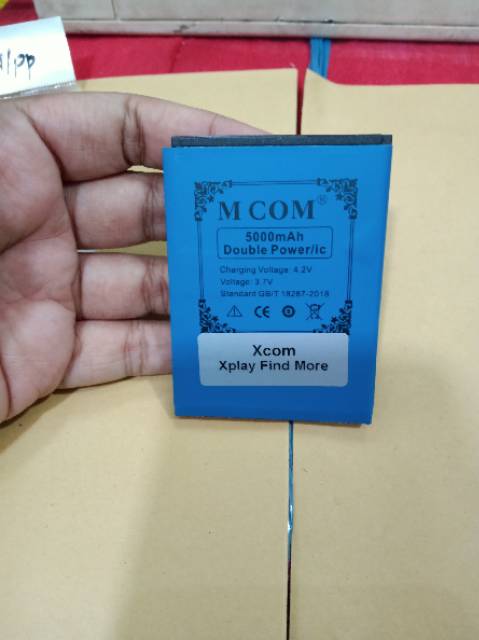 M COM®
5000mAh
Double Power/ic
Charging Voltage: 4.2V
Voltage: 3.7V
Standard GB/T 18287-2018
CE
Xcom
Xplay Find More